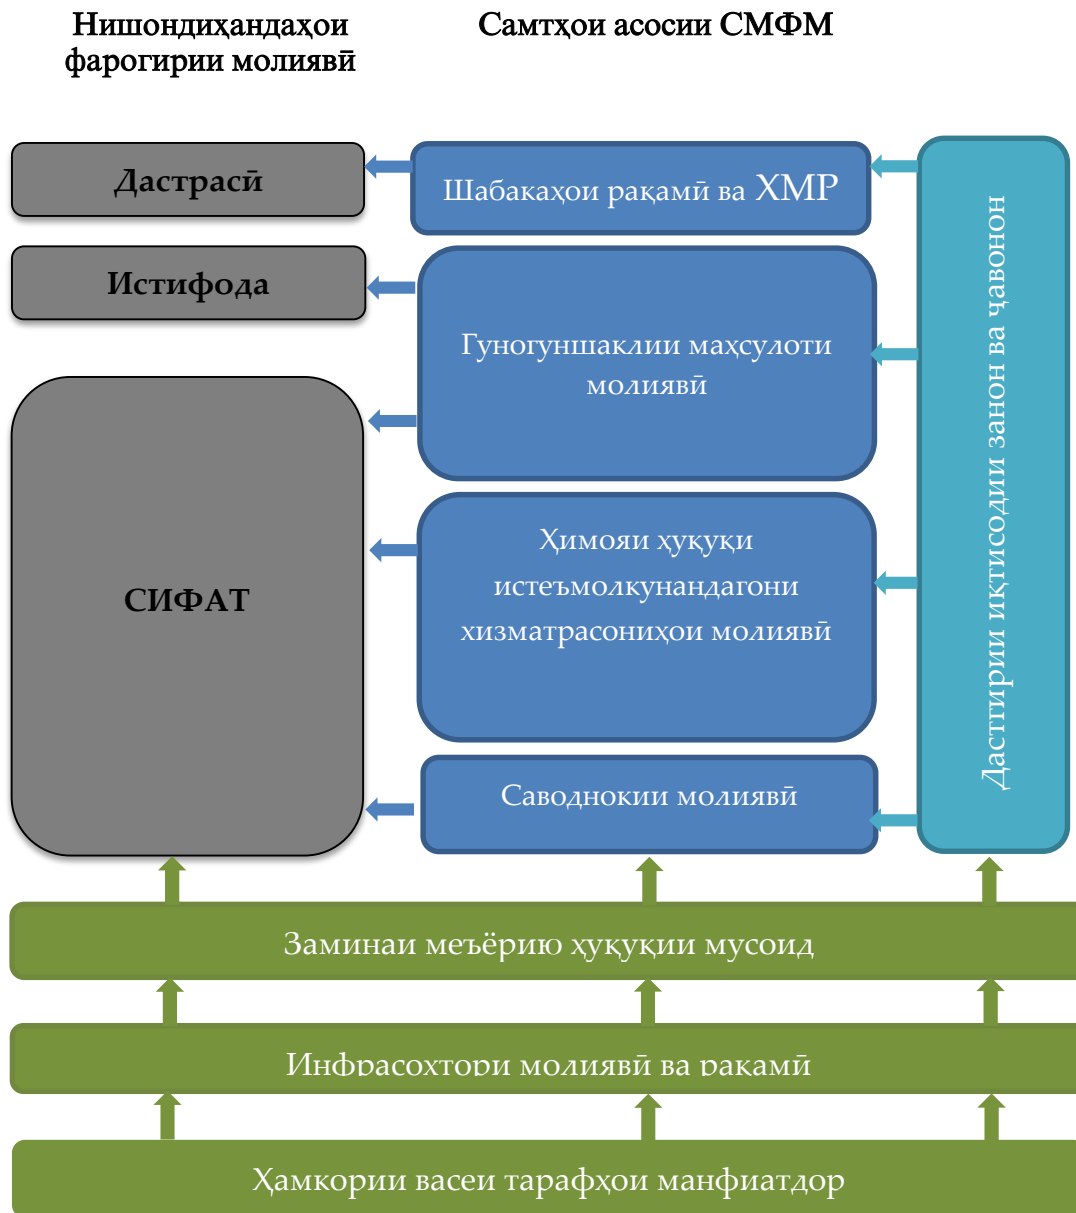 Нишондиҳандаҳои
фарогирии молиявӣ
Самтҳои асосии СМФМ
Дастрасӣ
Шабакаҳои рақамӣ ва ХМР
Истифода
Гуногуншаклии маҳсулоти
молиявӣ
СИФАТ
Ҳимояи ҳуқуқи
истеъмолкунандагони
хизматрасониҳои молиявӣ
Саводнокии молиявӣ
Дастгирии иқтисодии занон ва ҷавонон
Заминаи меъёрию ҳуқуқии мусоид
Инфрасохтори молиявӣ ва рақамӣ
Ҳамкории васеи тарафҳои манфиатдор